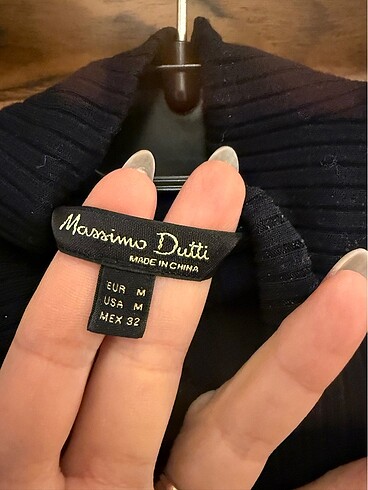 Massimo Dutti
MADE IN CHINA
EUR M
USA M
MEX 32